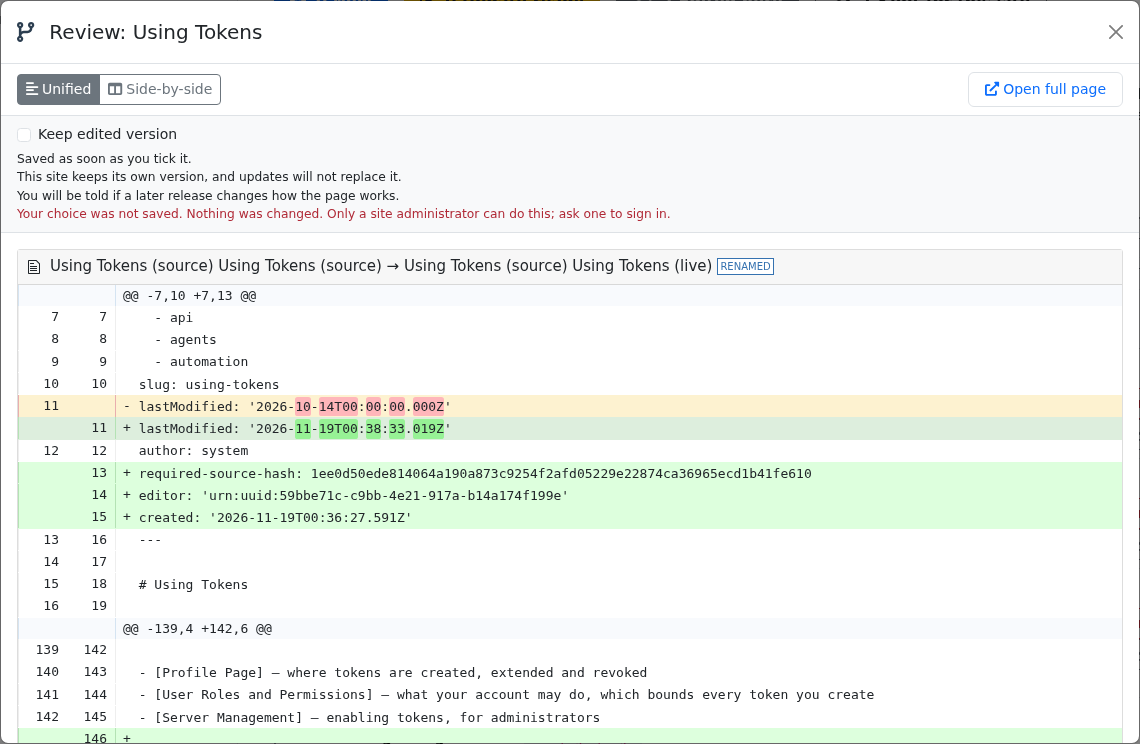 Review: Using Tokens
Unified
Side-by-side
Open full page
Keep edited version
Saved as soon as you tick it.
This site keeps its own version, and updates will not replace it.
You will be told if a later release changes how the page works.
Your choice was not saved. Nothing was changed. Only a site administrator can do this; ask one to sign in.
Using Tokens (source) Using Tokens (source) → Using Tokens (source) Using Tokens (live) RENAMED
@@ -7,10 +7,13 @@
7 7 - api
8 8 - agents
9 9 - automation
10 10 slug: using-tokens
11 - lastModified: '2026-10-14T00:00:00.000Z'
11 + lastModified: '2026-11-19T00:38:33.019Z'
12 12 author: system
13 + required-source-hash: 1ee0d50ede814064a190a873c9254f2afd05229e22874ca36965ecd1b41fe610
14 + editor: 'urn:uuid:59bbe71c-c9bb-4e21-917a-b14a174f199e'
15 + created: '2026-11-19T00:36:27.591Z'
13 16 ---
14 17
15 18 # Using Tokens
16 19
@@ -139,4 +142,6 @@
139 142
140 143 - [Profile Page] — where tokens are created, extended and revoked
141 144 - [User Roles and Permissions] — what your account may do, which bounds every token you create
142 145 - [Server Management] — enabling tokens, for administrators
146 +